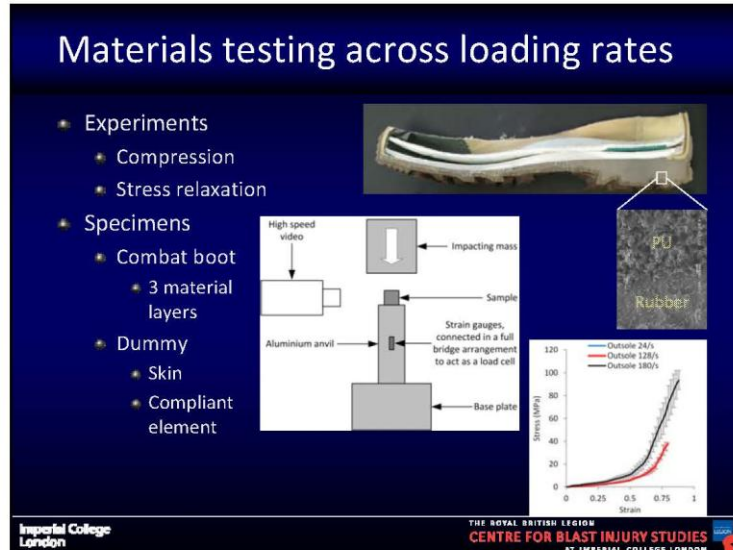 Materials testing across loading rates
Experiments
Compression
Stress relaxation
Specimens
Combat boot
3 material
layers
Dummy
Skin
Compliant
element
High speed
video
Impacting mass
Sample
Aluminium anvil
Strain gauges,
connected in a full
bridge arrangement
to act as a load cell
Base plate
PU
Rubber
Outsole 24/s
Outsole 128/s
Outsole 180/s
Stress (MPa)
120
100
80
60
40
20
0
0
0.25
0.5
0.75
1
Strain
Imperial College
London
THE ROYAL BRITISH LEGION
CENTRE FOR BLAST INJURY STUDIES
AT IMPERIAL COLLEGE LONDON